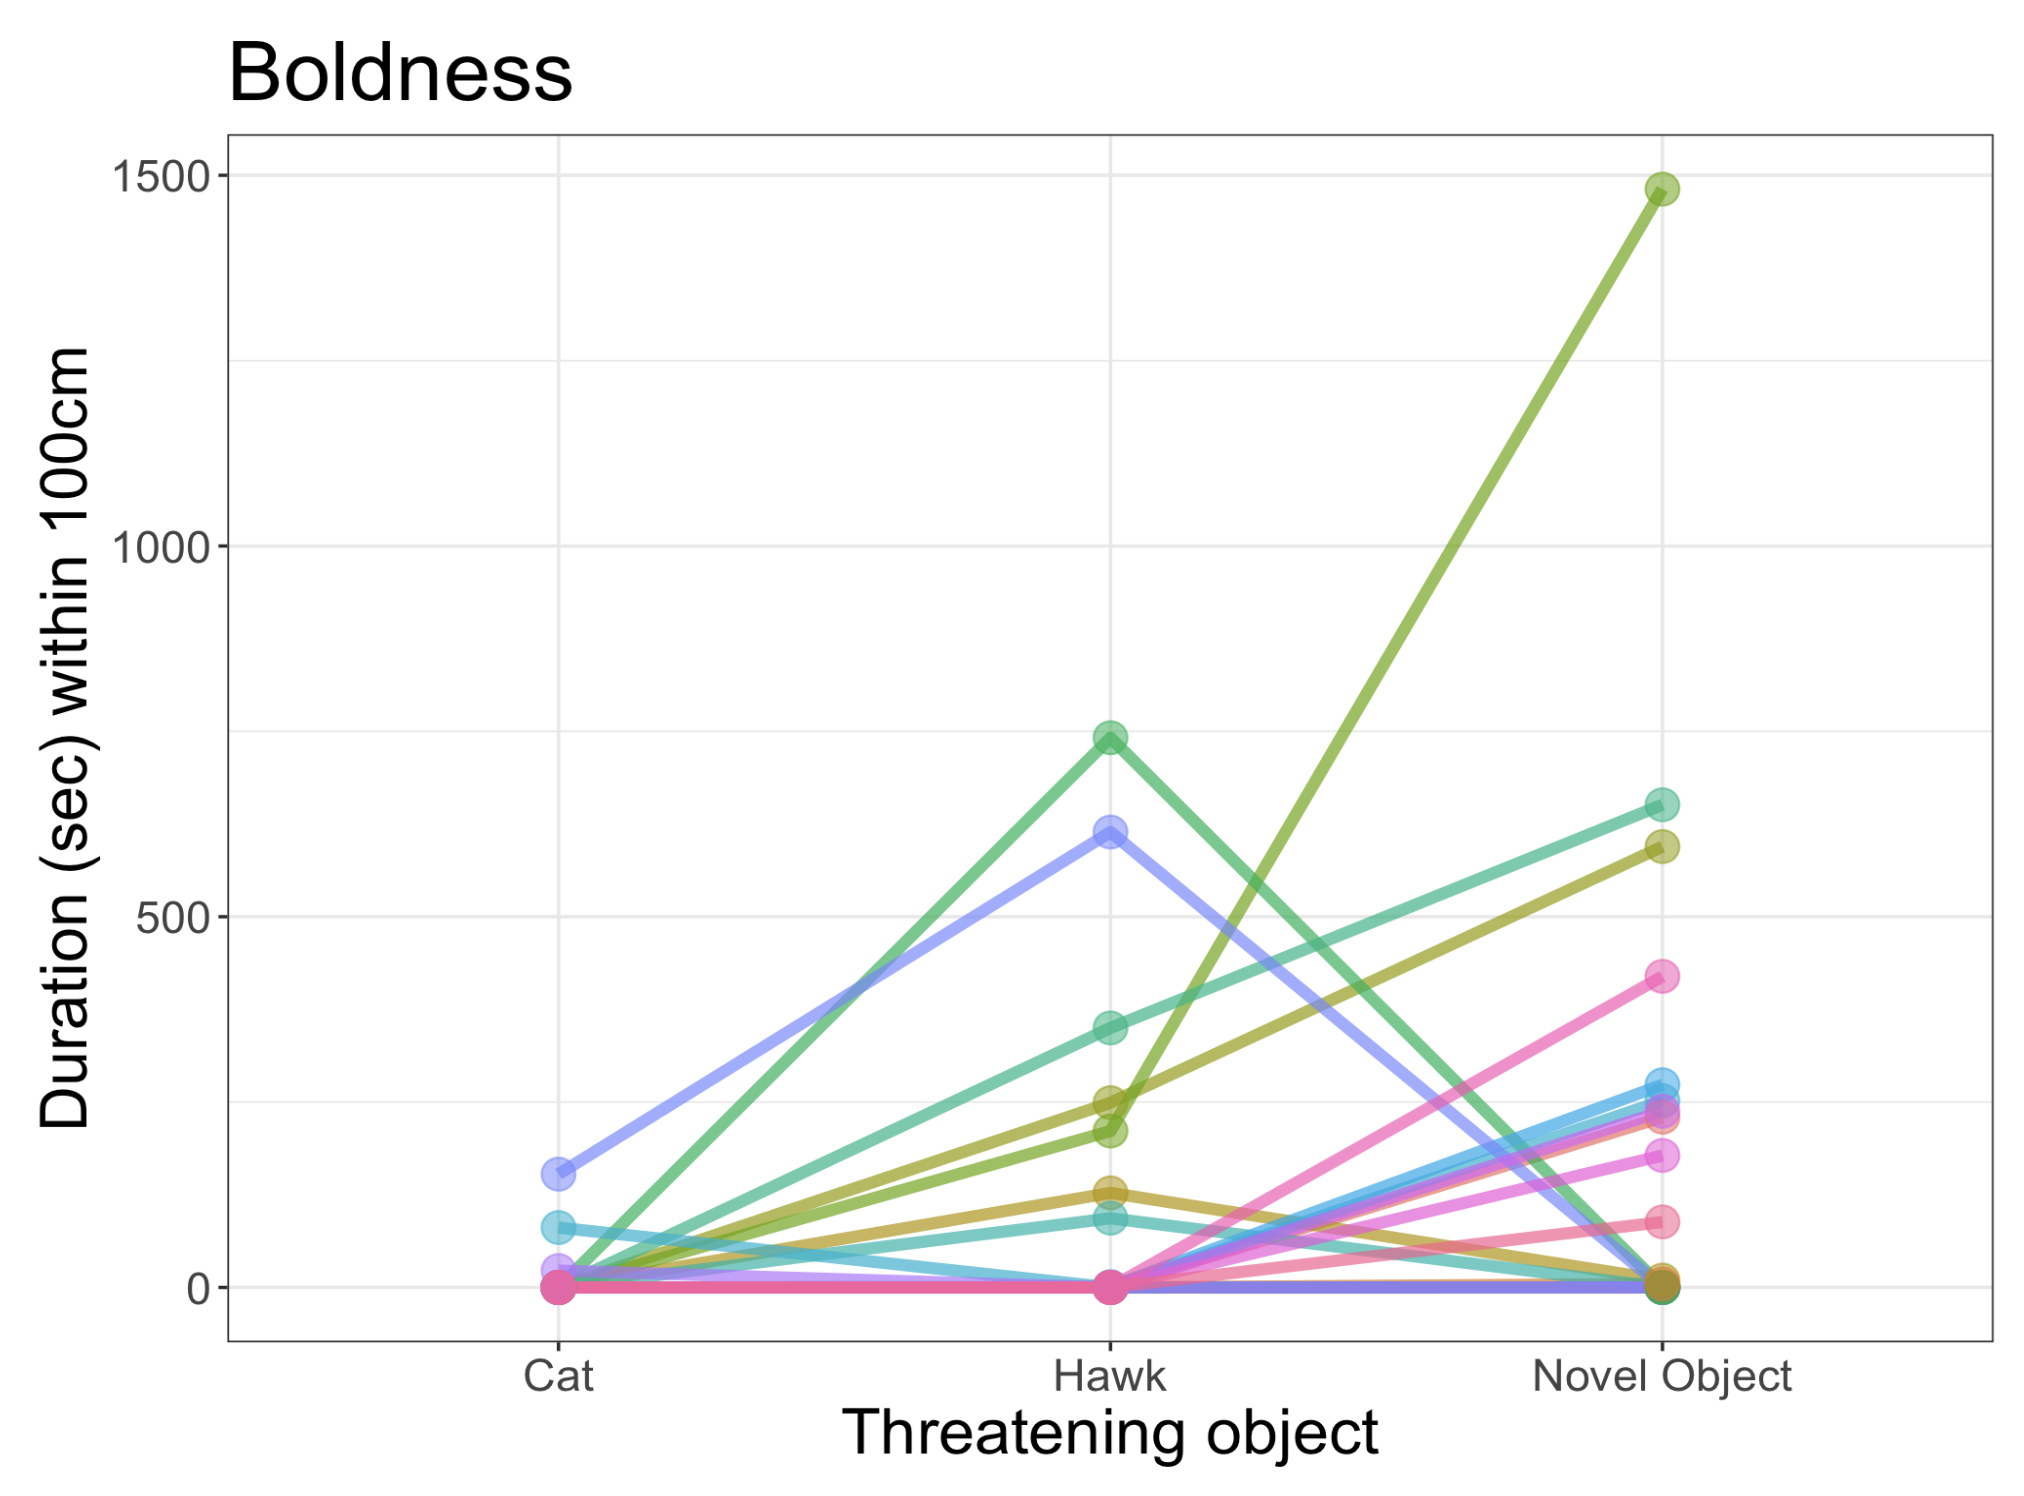 Boldness
Duration (sec) within 100cm
1500
1000
500
0
Cat
Hawk
Novel Object
Threatening object